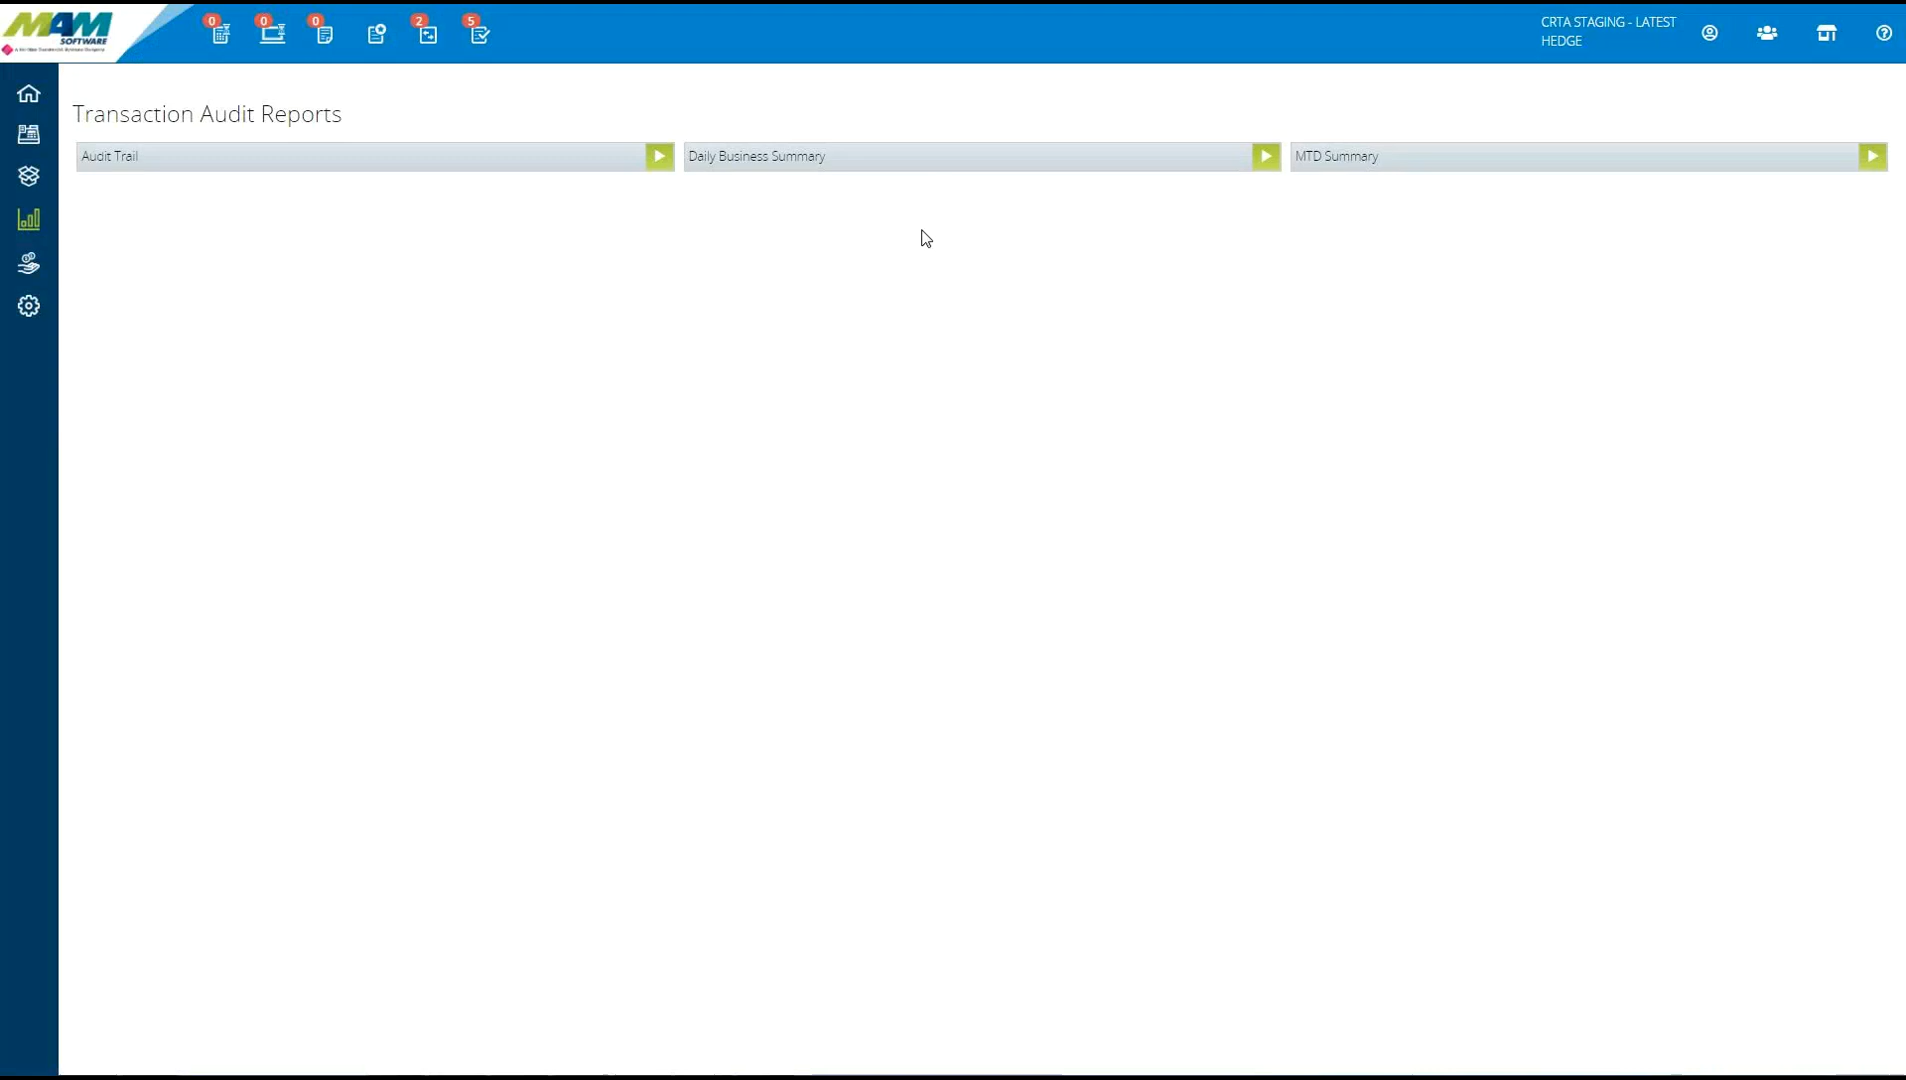 MAM
SOFTWARE
0
0
0
2
5
CRTA STAGING - LATEST
HEDGE
Transaction Audit Reports
Audit Trail
Daily Business Summary
MTD Summary